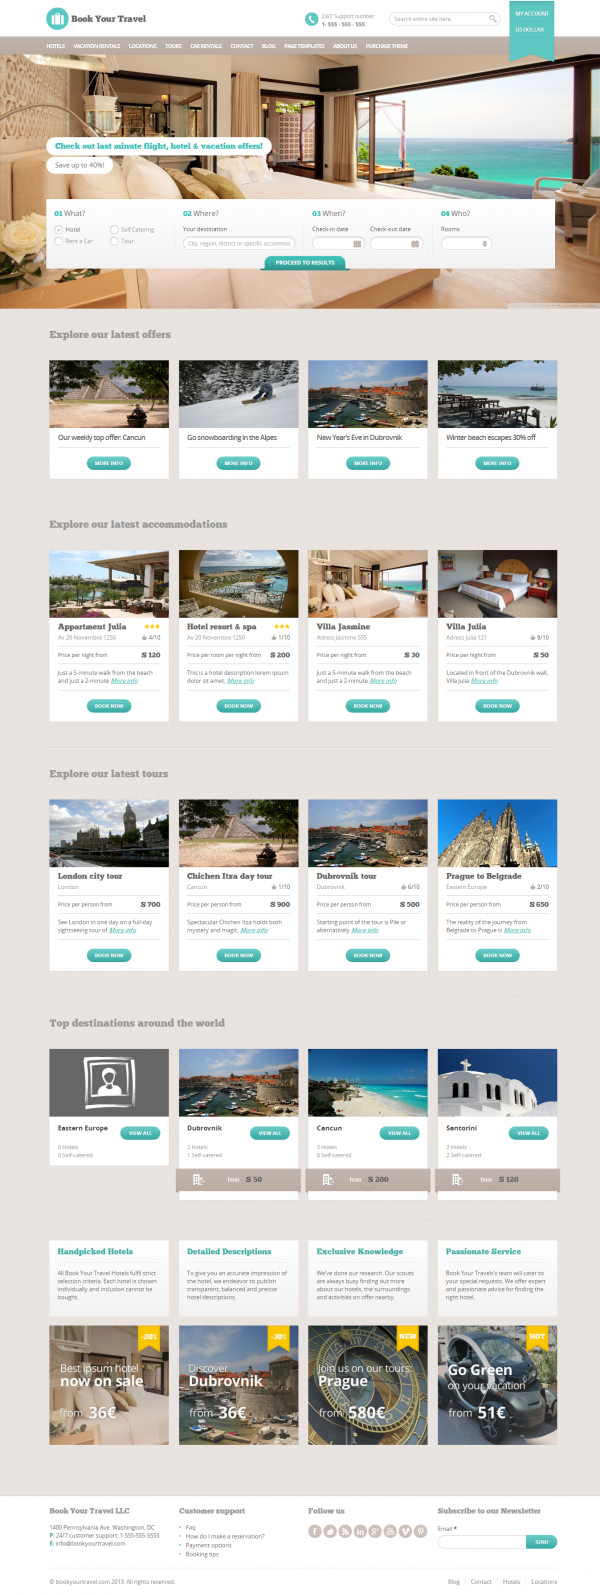 Book Your Travel
24/7 Support number
1- 555 - 555 - 555
Search entire site here
MY ACCOUNT
US DOLLAR
HOTELS VACATION RENTALS LOCATIONS TOURS CAR RENTALS CONTACT BLOG PAGE TEMPLATES ABOUT US PURCHASE THEME
Check out last minute flight, hotel & vacation offers!
Save up to 40%!
01 What? 02 Where? 03 When? 04 Who?
Hotel Self Catering Your destination Check-in date Check-out date Rooms
Rent a Car Tour City, region, district or specific accommod
PROCEED TO RESULTS
Explore our latest offers
Our weekly top offer: Cancun
MORE INFO
Go snowboarding in the Alpes
MORE INFO
New Year's Eve in Dubrovnik
MORE INFO
Winter beach escapes 30% off
MORE INFO
Explore our latest accommodations
Appartment Julia
Av 20 Novembre 1250 4/10
Price per night from $ 120
Just a 5-minute walk from the beach
and just a 2-minute More info
BOOK NOW
Hotel resort & spa
Av 20 Novembre 1250 1/10
Price per room per night from $ 200
This is a hotel description lorem ipsum
dolor sit amet, More info
BOOK NOW
Villa Jasmine
Adress Jasmine 555
Price per night from $ 30
Just a 5-minute walk from the beach
and just a 2-minute More info
BOOK NOW
Villa Julia
Adress Julia 121 8/10
Price per night from $ 50
Located in front of the Dubrovnik wall,
Villa Julia More info
BOOK NOW
Explore our latest tours
London city tour
London
Price per person from $ 700
See London in one day on a full-day
sightseeing tour of More info
BOOK NOW
Chichen Itza day tour
Cancun 1/10
Price per person from $ 900
Spectacular Chichen Itza holds both
mystery and magic. More info
BOOK NOW
Dubrovnik tour
Dubrovnik 6/10
Price per person from $ 500
Starting point of the tour is Pile or
alternatively More info
BOOK NOW
Prague to Belgrade
Eastern Europe 2/10
Price per person from $ 650
The reality of the journey from
Belgrade to Prague is More info
BOOK NOW
Top destinations around the world
Eastern Europe
VIEW ALL
0 Hotels
0 Self-catered
Dubrovnik
VIEW ALL
2 Hotels
1 Self-catered
from $ 50
Cancun
VIEW ALL
3 Hotels
0 Self-catered
from $ 200
Santorini
VIEW ALL
2 Hotels
2 Self-catered
from $ 120
Handpicked Hotels
All Book Your Travel Hotels fulfil strict
selection criteria. Each hotel is chosen
individually and inclusion cannot be
bought.
Detailed Descriptions
To give you an accurate impression of
the hotel, we endeavor to publish
transparent, balanced and precise
hotel descriptions.
Exclusive Knowledge
We've done our research. Our scouts
are always busy finding out more
about our hotels, the surroundings
and activities on offer nearby.
Passionate Service
Book Your Travels's team will cater to
your special requests. We offer expert
and passionate advice for finding the
right hotel.
-20%
Best ipsum hotel
now on sale
from 36€
-30%
Discover
Dubrovnik
from 36€
NEW
Join us on our tours:
Prague
from 580€
HOT
Go Green
on your vacation
from 51€
Book Your Travel LLC
1400 Pennsylvania Ave, Washington, DC
P: 24/7 customer support: 1-555-555-5555
E: info@bookyourtravel.com
Customer support
Faq
How do I make a reservation?
Payment options
Booking tips
Follow us
Subscribe to our Newsletter
Email *
SEND
© bookyourtravel.com 2013. All rights reserved.
Blog Contact Hotels Locations